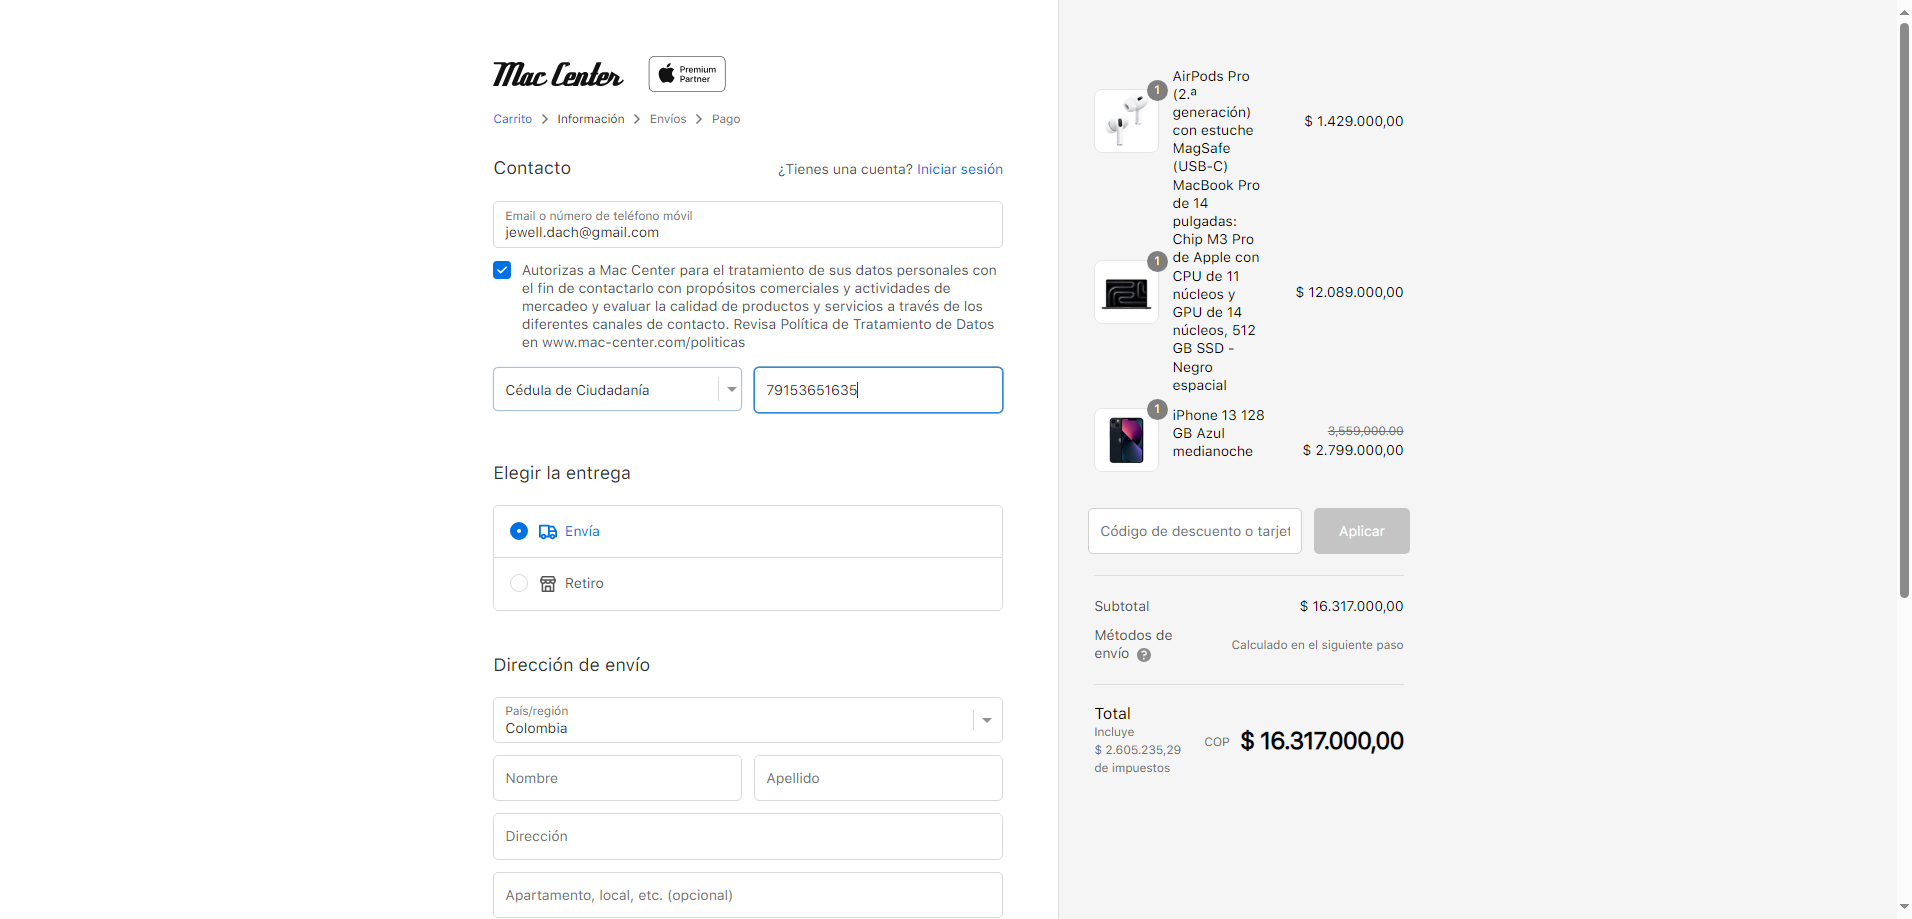 Mac Center
Premium
Partner
Carrito
Información
Envíos
Pago
Contacto
¿Tienes una cuenta? Iniciar sesión
Email o número de teléfono móvil
jewell.dach@gmail.com
Autorizas a Mac Center para el tratamiento de sus datos personales con
el fin de contactarlo con propósitos comerciales y actividades de
mercadeo y evaluar la calidad de productos y servicios a través de los
diferentes canales de contacto. Revisa Política de Tratamiento de Datos
en www.mac-center.com/politicas
Cédula de Ciudadanía
79153651635
Elegir la entrega
Envía
Retiro
Dirección de envío
País/región
Colombia
Nombre
Apellido
Dirección
Apartamento, local, etc. (opcional)
1
AirPods Pro
(2.ª
generación)
con estuche
MagSafe
(USB-C)
$ 1.429.000,00
1
MacBook Pro
de 14
pulgadas:
Chip M3 Pro
de Apple con
CPU de 11
núcleos y
GPU de 14
núcleos, 512
GB SSD -
Negro
espacial
$ 12.089.000,00
1
iPhone 13 128
GB Azul
medianoche
3,559,000.00
$ 2.799.000,00
Código de descuento o tarjet
Aplicar
Subtotal
$ 16.317.000,00
Métodos de
envío ?
Calculado en el siguiente paso
Total
Incluye
$ 2.605.235,29
de impuestos
COP $ 16.317.000,00